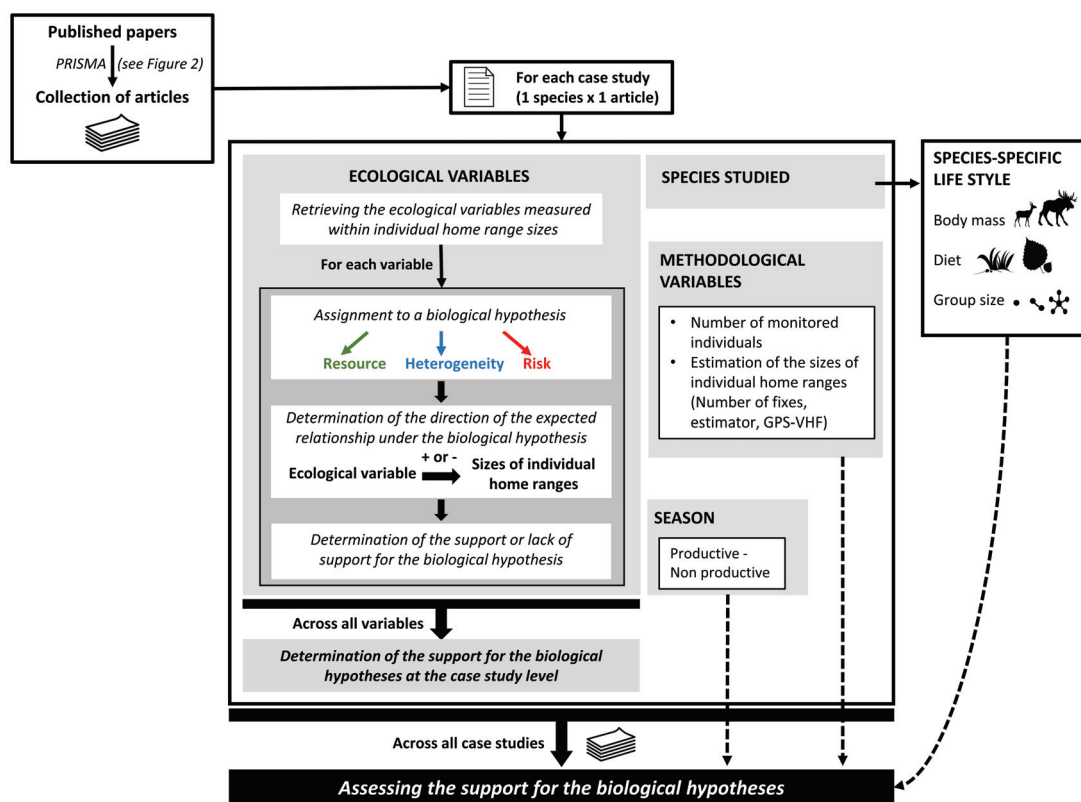 Published papers
PRISMA (see Figure 2)
Collection of articles
For each case study
(1 species x 1 article)
ECOLOGICAL VARIABLES
Retrieving the ecological variables measured
within individual home range sizes
For each variable
Assignment to a biological hypothesis
Resource Heterogeneity Risk
Determination of the direction of the expected
relationship under the biological hypothesis
+ or -
Ecological variable
Sizes of individual
home ranges
Determination of the support or lack of
support for the biological hypothesis
Across all variables
Determination of the support for the biological
hypotheses at the case study level
SPECIES STUDIED
METHODOLOGICAL
VARIABLES
• Number of monitored
individuals
• Estimation of the sizes of
individual home ranges
(Number of fixes,
estimator, GPS-VHF)
SEASON
Productive -
Non productive
SPECIES-SPECIFIC
LIFE STYLE
Body mass
Diet
Group size
Across all case studies
Assessing the support for the biological hypotheses